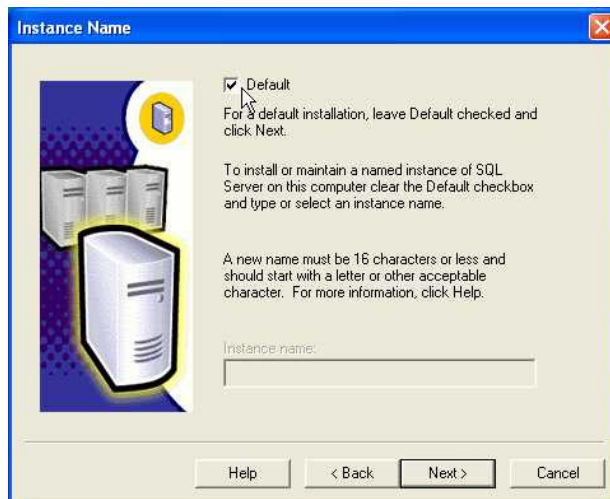 Instance Name
Default
For a default installation, leave Default checked and
click Next.
To install or maintain a named instance of SQL
Server on this computer clear the Default checkbox
and type or select an instance name.
A new name must be 16 characters or less and
should start with a letter or other acceptable
character. For more information, click Help.
Instance name:
Help
< Back
Next >
Cancel